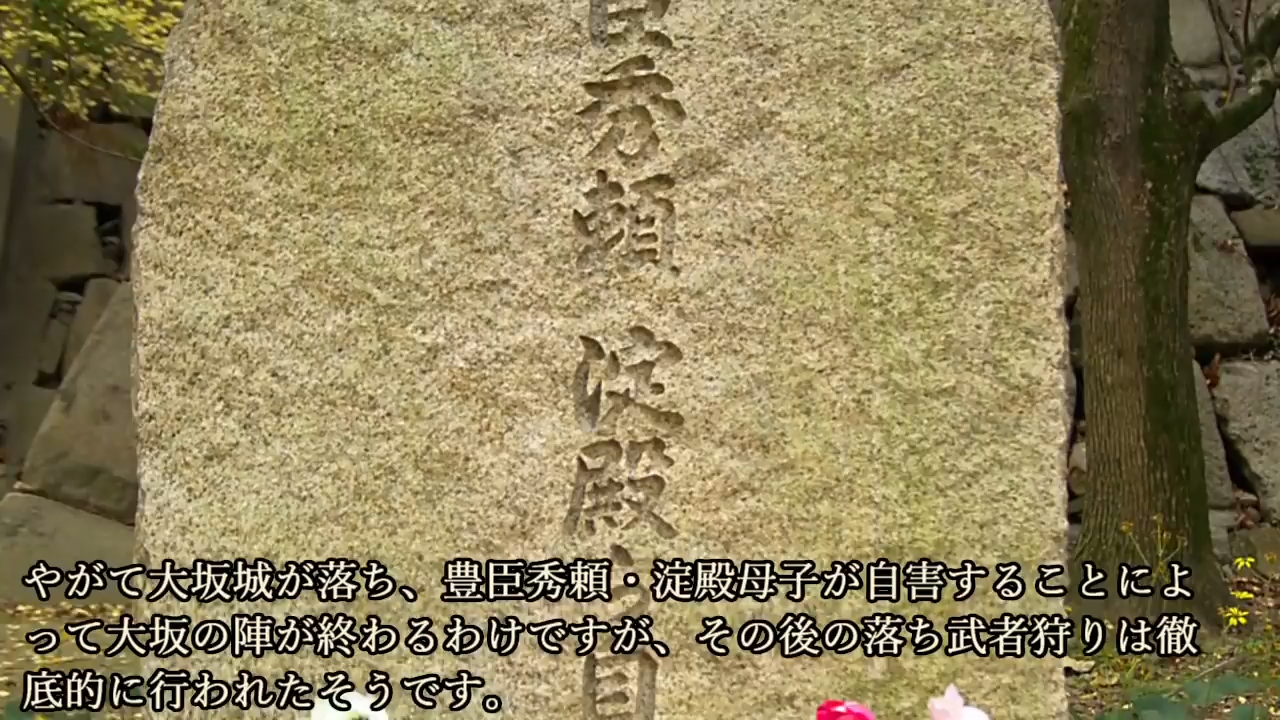 臣秀頼 淀殿 自
やがて大坂城が落ち、豊臣秀頼・淀殿母子が自害することによ
って大坂の陣が終わるわけですが、その後の落ち武者狩りは徹
底的に行われたそうです。